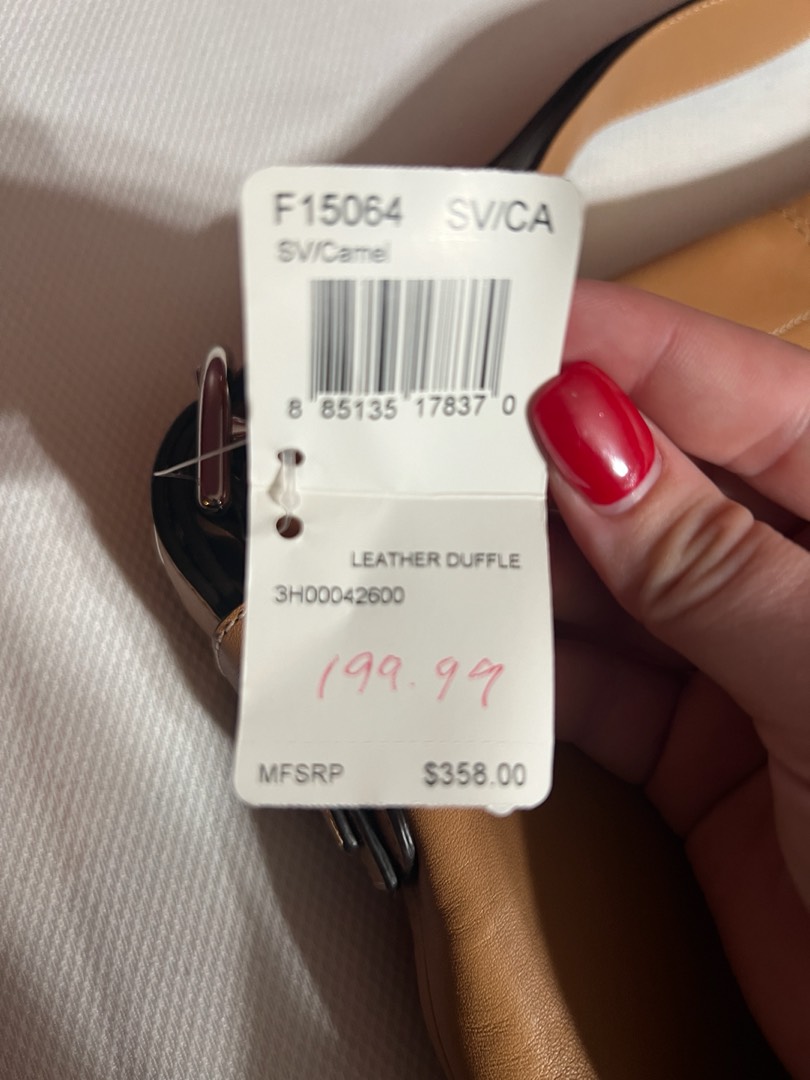 F15064 SV/CA
SV/Camel
8 85135 17837 0
LEATHER DUFFLE
3H00042600
199.99
MFSRP $358.00